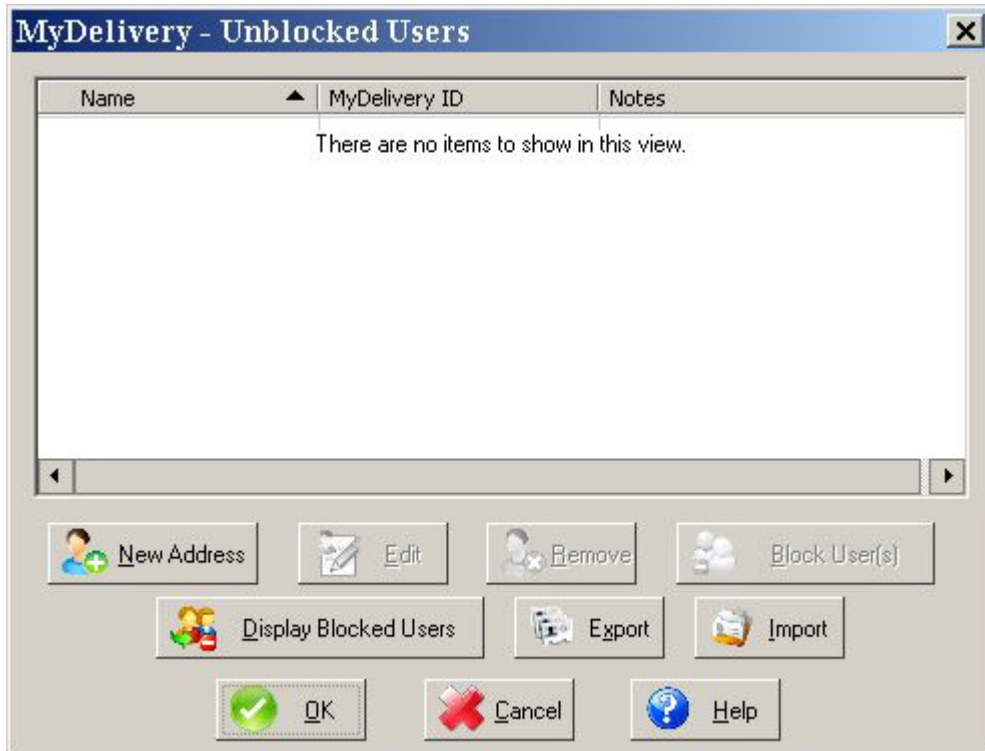 MyDelivery - Unblocked Users
Name MyDelivery ID Notes
There are no items to show in this view.
New Address Edit Remove Block User(s)
Display Blocked Users Export Import
OK Cancel Help